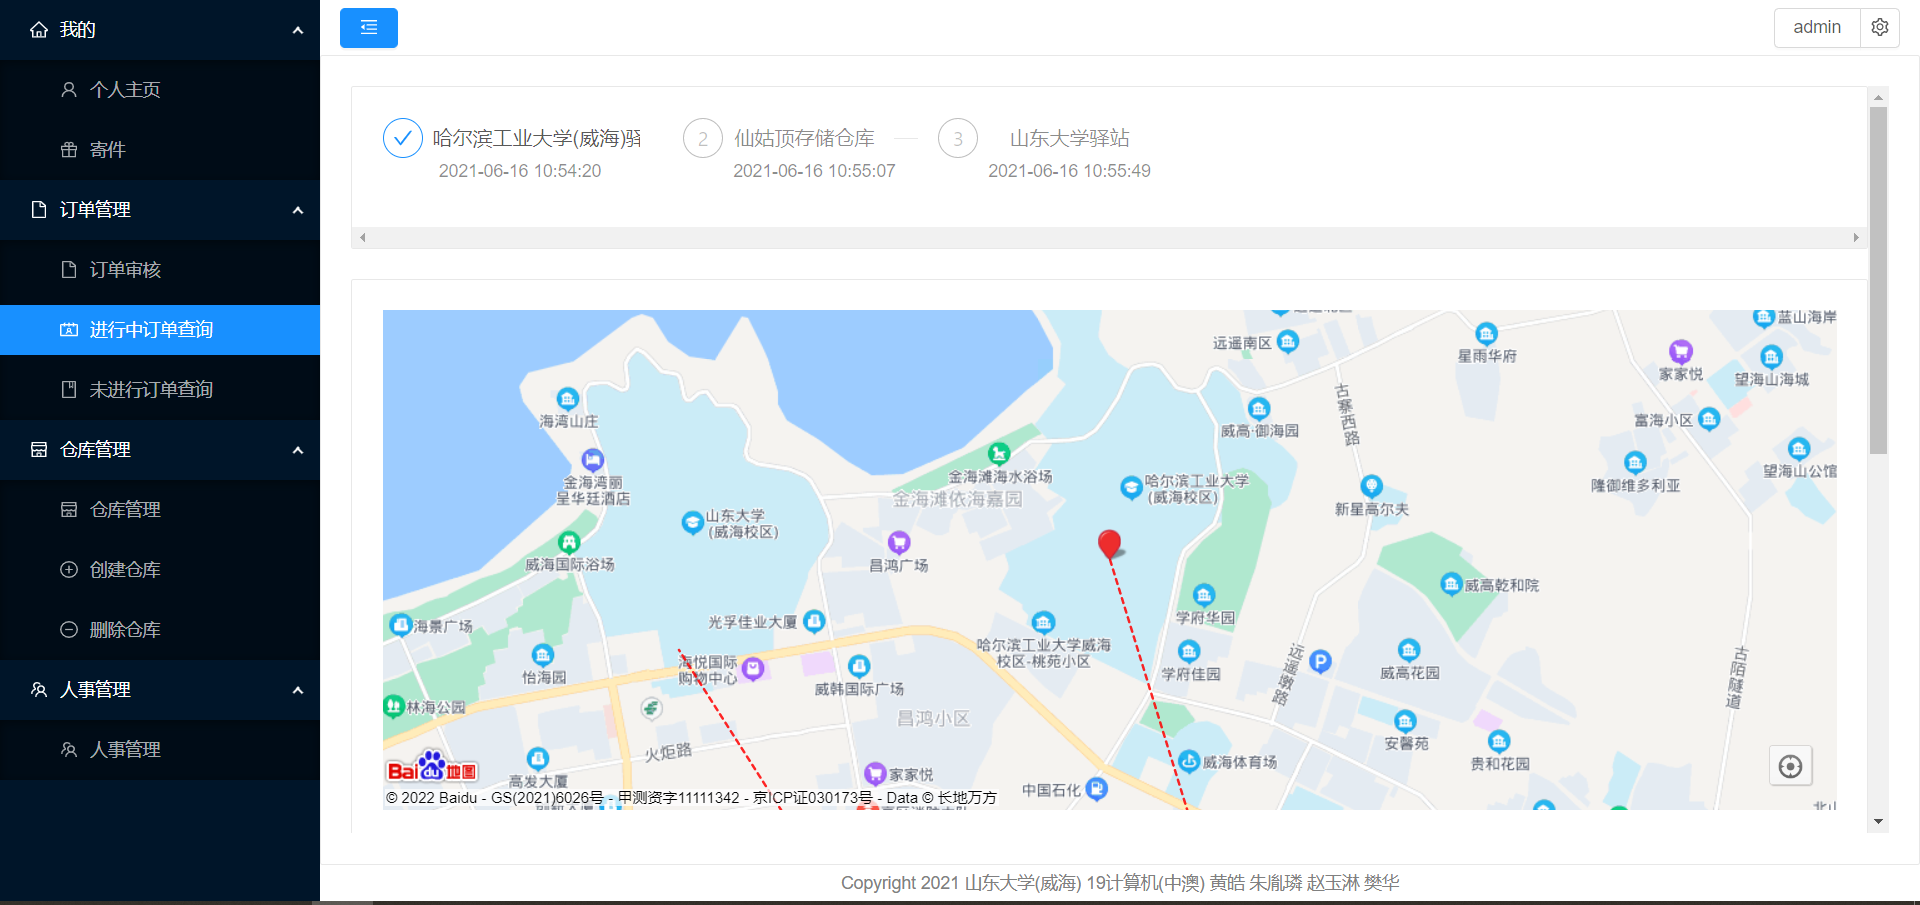 我的
个人主页
寄件
订单管理
订单审核
进行中订单查询
未进行订单查询
仓库管理
仓库管理
创建仓库
删除仓库
人事管理
人事管理
admin
哈尔滨工业大学(威海)驿
2021-06-16 10:54:20
2
仙姑顶存储仓库
2021-06-16 10:55:07
3
山东大学驿站
2021-06-16 10:55:49
远遥南区
星雨华府
蓝山海岸
家家悦
望海山海城
海湾山庄
威高·御海园
古寨西路
富海小区
望海山公馆
金海湾丽
呈华廷酒店
金海滩海水浴场
金海滩依海嘉园
哈尔滨工业大学
(威海校区)
隆御维多利亚
新星高尔夫
山东大学
(威海校区)
威海国际浴场
昌鸿广场
威高乾和院
海景广场
光孚佳业大厦
学府华园
哈尔滨工业大学威海
校区-桃苑小区
海悦国际
购物中心
怡海园
威韩国际广场
学府佳园
远遥墩路
P
威高花园
古陌隧道
林海公园
昌鸿小区
安馨苑
火炬路
贵和花园
高发大厦
家家悦
威海体育场
中国石化
Bai du 地图
© 2022 Baidu - GS(2021)6026号 - 甲测资字11111342 - 京ICP证030173号 - Data © 长地万方
Copyright 2021 山东大学(威海) 19计算机(中澳) 黄皓 朱胤璘 赵玉淋 樊华